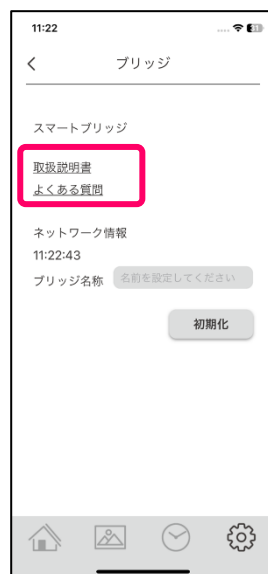 11:22
31
ブリッジ
スマートブリッジ
取扱説明書
よくある質問
ネットワーク情報
11:22:43
ブリッジ名称 名前を設定してください
初期化